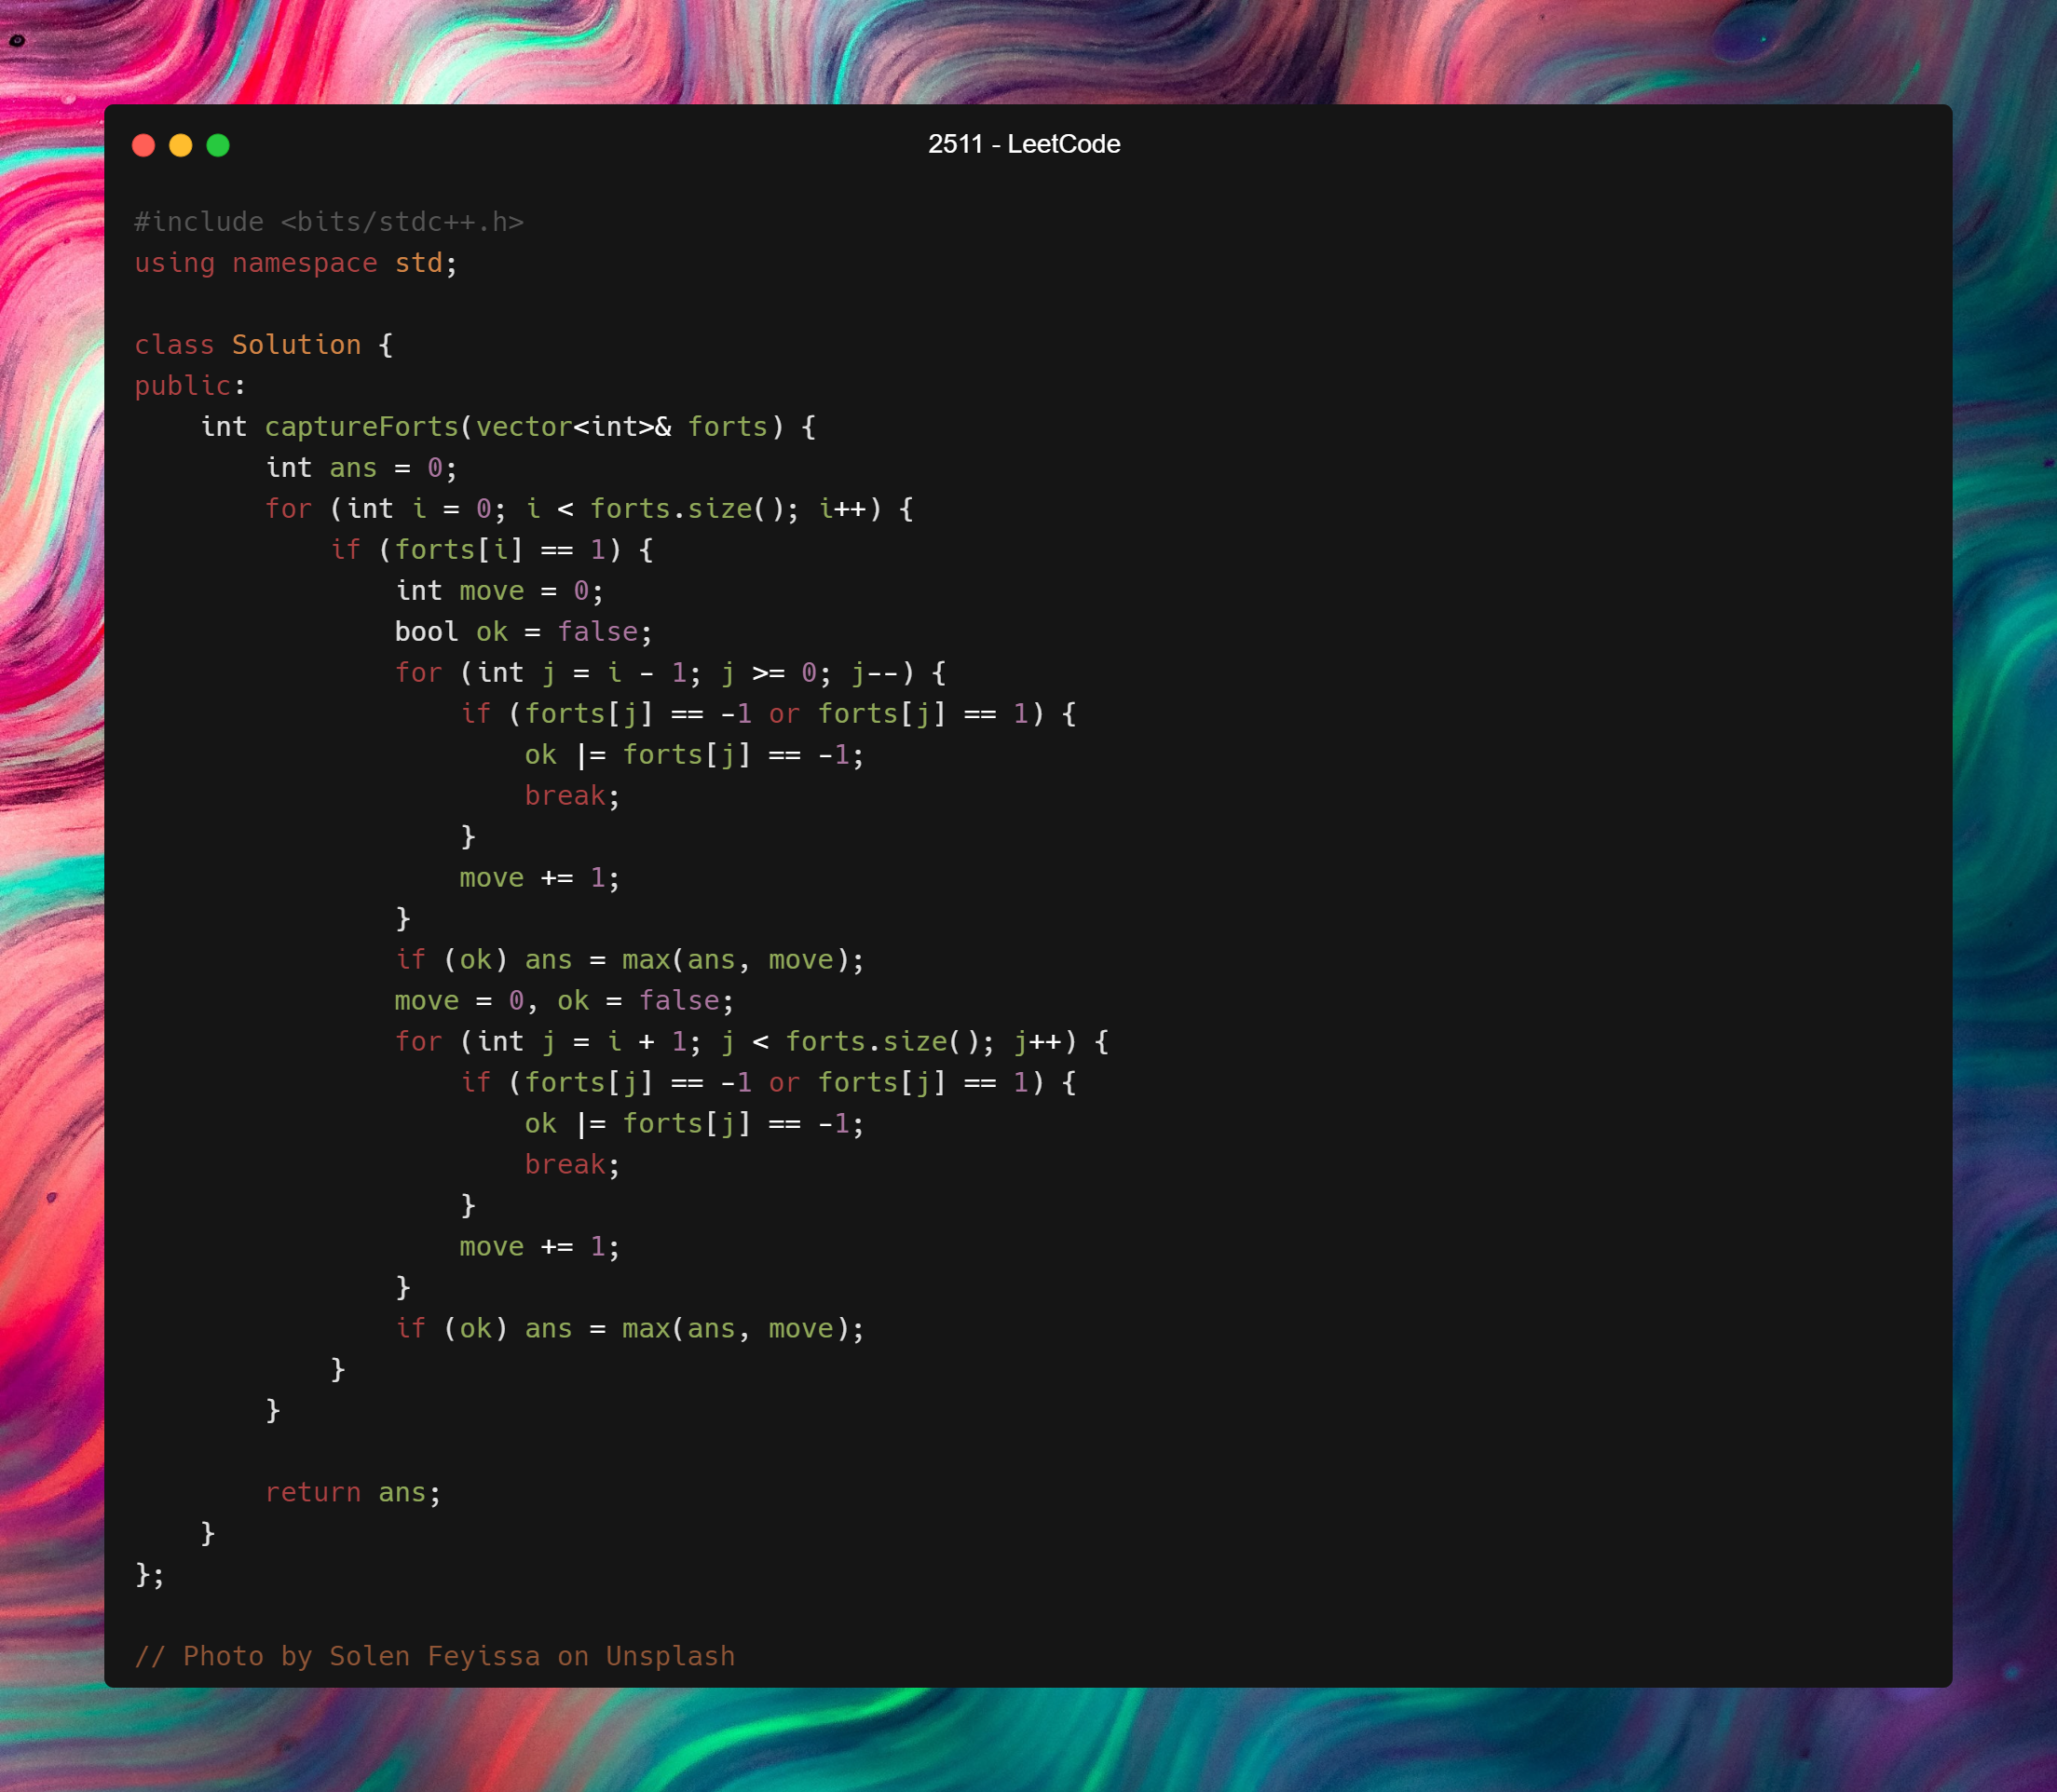 2511 - LeetCode
#include <bits/stdc++.h>
using namespace std;

class Solution {
public:
    int captureForts(vector<int>& forts) {
        int ans = 0;
        for (int i = 0; i < forts.size(); i++) {
            if (forts[i] == 1) {
                int move = 0;
                bool ok = false;
                for (int j = i - 1; j >= 0; j--) {
                    if (forts[j] == -1 or forts[j] == 1) {
                        ok |= forts[j] == -1;
                        break;
                    }
                    move += 1;
                }
                if (ok) ans = max(ans, move);
                move = 0, ok = false;
                for (int j = i + 1; j < forts.size(); j++) {
                    if (forts[j] == -1 or forts[j] == 1) {
                        ok |= forts[j] == -1;
                        break;
                    }
                    move += 1;
                }
                if (ok) ans = max(ans, move);
            }
        }

        return ans;
    }
};

// Photo by Solen Feyissa on Unsplash